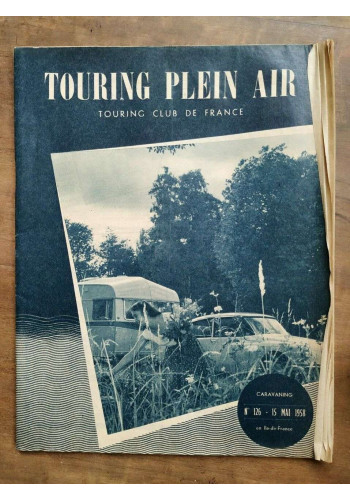 TOURING PLEIN AIR
TOURING CLUB DE FRANCE
CARAVANING
N° 126 - 15 MAI 1958
en Ile-de-France